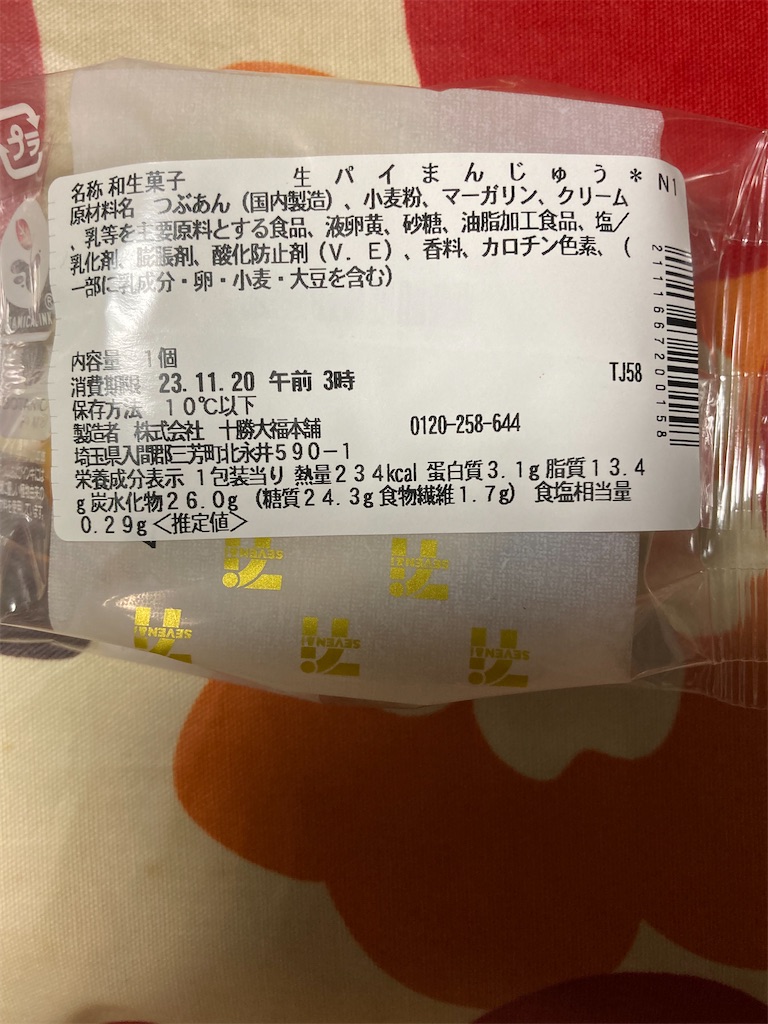 プラ
名称 和生菓子 生パイまんじゅう* N1
原材料名 つぶあん(国内製造)、小麦粉、マーガリン、クリーム
、乳等を主要原料とする食品、液卵黄、砂糖、油脂加工食品、塩/
乳化剤、膨張剤、酸化防止剤(V.E)、香料、カロチン色素、(
一部に乳成分・卵・小麦・大豆を含む)
2111667200158
内容量 1個
消費期限 23.11.20 午前 3時 TJ58
保存方法 10℃以下
製造者 株式会社 十勝大福本舗 0120-258-644
埼玉県入間郡三芳町北永井590-1
栄養成分表示 1包装当り 熱量234kcal 蛋白質3.1g 脂質13.4
g 炭水化物26.0g (糖質24.3g 食物繊維1.7g) 食塩相当量
0.29g<推定値>
SEVEN&i
SEVEN&i
SEVEN&i
SEVEN&i
SEVEN&i